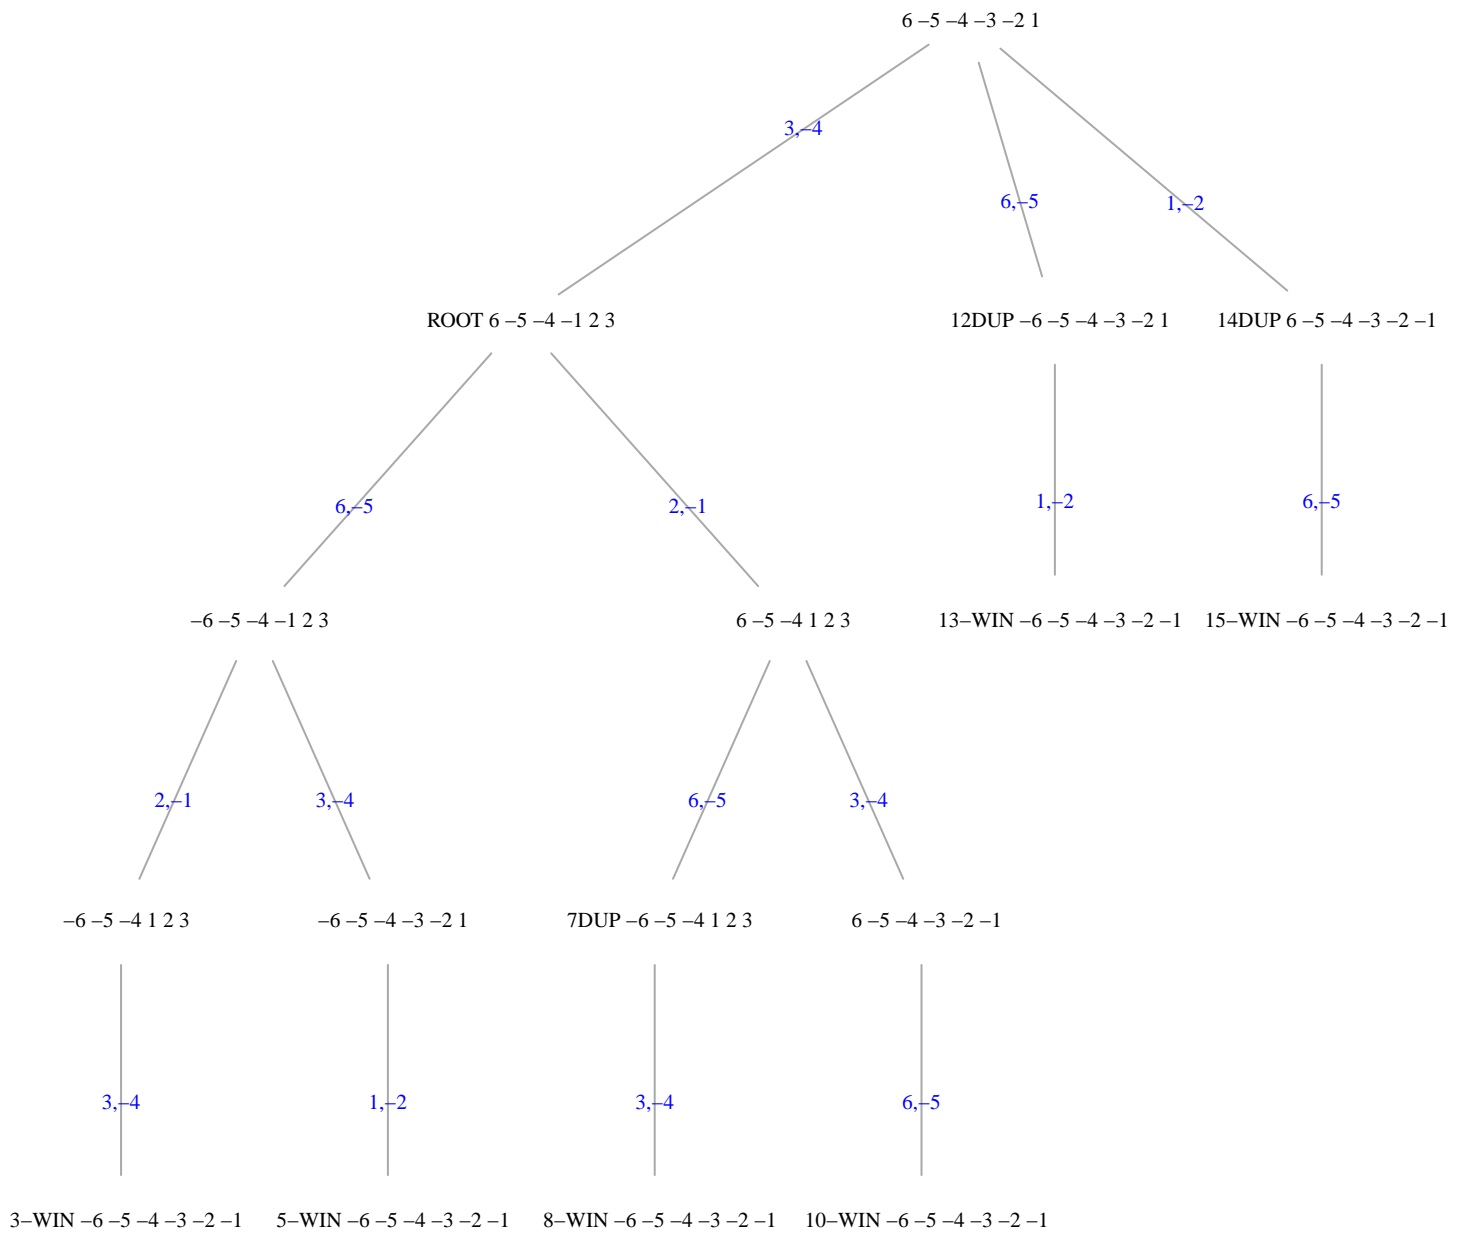 6 –5 –4 –3 –2 1
3,–4
6,–5
1,–2
ROOT 6 –5 –4 –1 2 3
12DUP –6 –5 –4 –3 –2 1
14DUP 6 –5 –4 –3 –2 –1
6,–5
2,–1
1,–2
6,–5
–6 –5 –4 –1 2 3
6 –5 –4 1 2 3
13–WIN –6 –5 –4 –3 –2 –1
15–WIN –6 –5 –4 –3 –2 –1
2,–1
3,–4
6,–5
3,–4
–6 –5 –4 1 2 3
–6 –5 –4 –3 –2 1
7DUP –6 –5 –4 1 2 3
6 –5 –4 –3 –2 –1
3,–4
1,–2
3,–4
6,–5
3–WIN –6 –5 –4 –3 –2 –1
5–WIN –6 –5 –4 –3 –2 –1
8–WIN –6 –5 –4 –3 –2 –1
10–WIN –6 –5 –4 –3 –2 –1